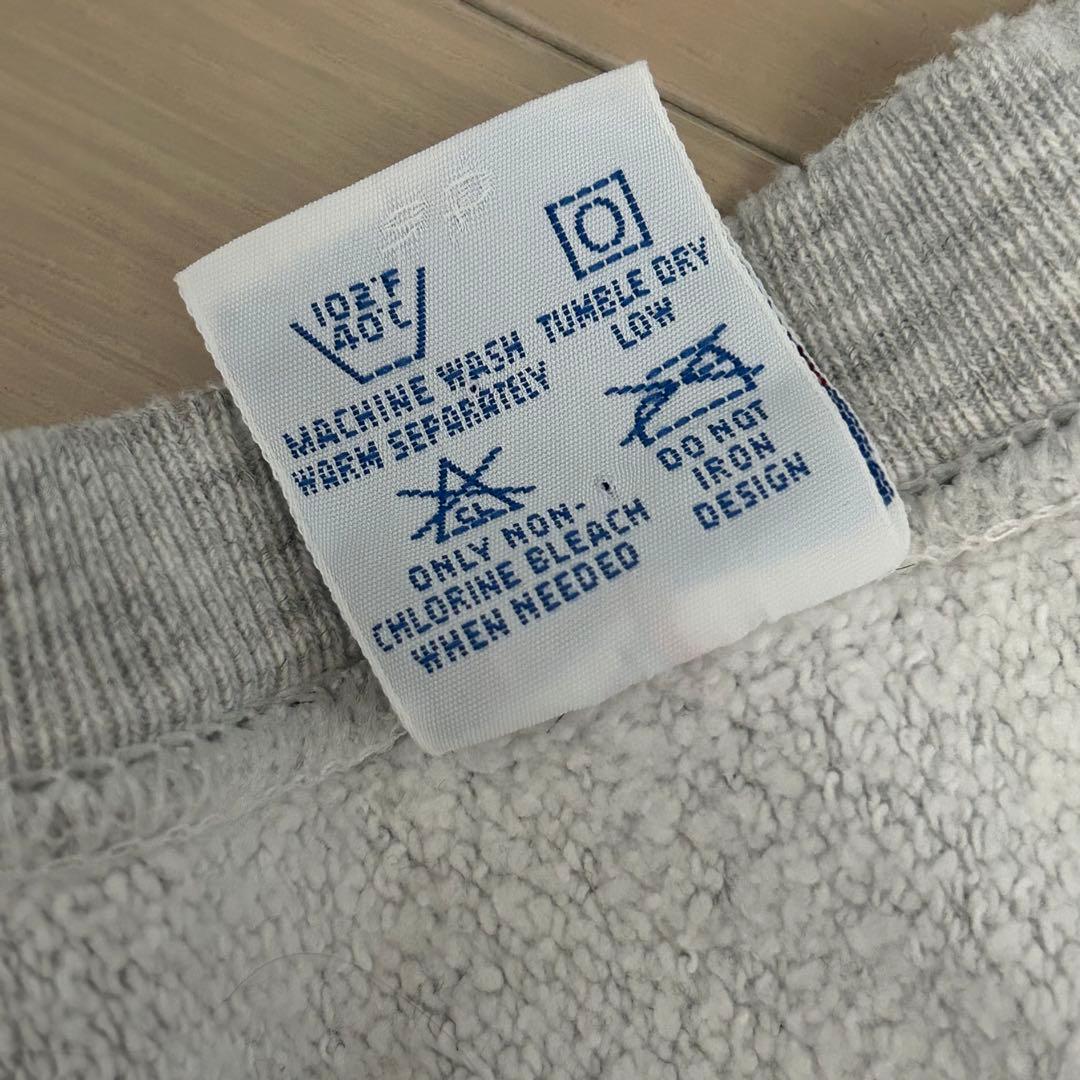 102°F
40°C
MACHINE WASH
WARM SEPARATELY
TUMBLE DRY
LOW
CL
ONLY NON-
CHLORINE BLEACH
WHEN NEEDED
DO NOT
IRON
DESIGN